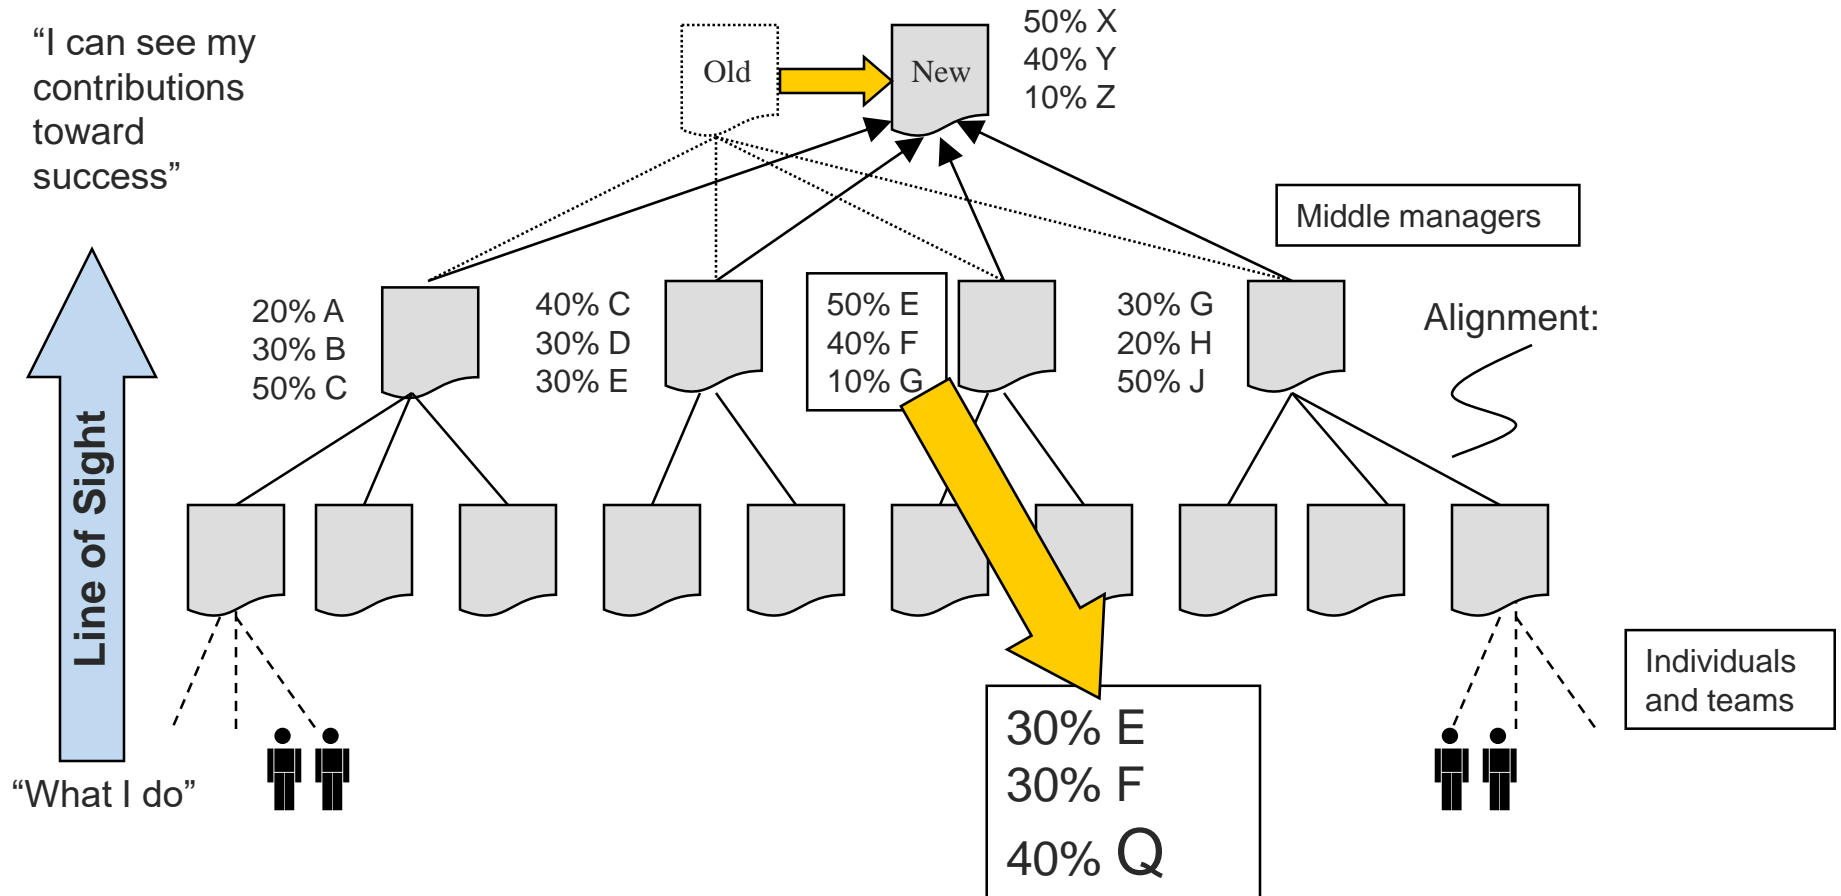 “I can see my
contributions
toward
success”
Old
New
50% X
40% Y
10% Z
Middle managers
20% A
30% B
50% C
40% C
30% D
30% E
50% E
40% F
10% G
30% G
20% H
50% J
Alignment:
Line of Sight
“What I do”
Individuals
and teams
30% E
30% F
40% Q